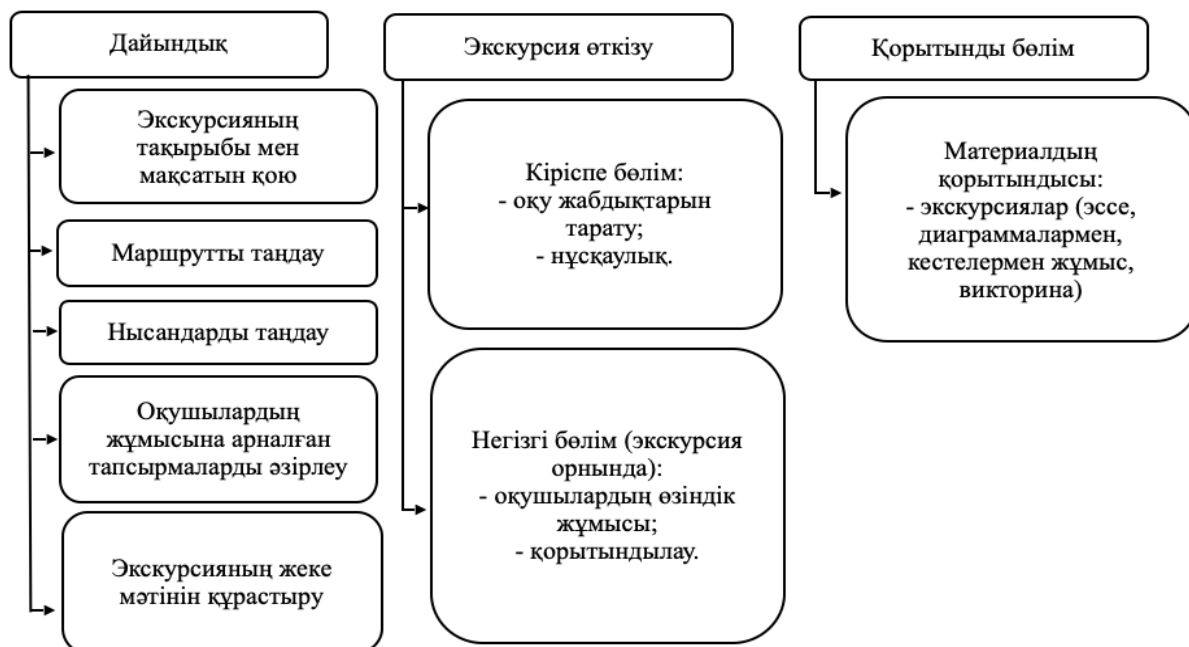 Дайындық
Экскурсияның
тақырыбы мен
мақсатын қою
Маршрутты таңдау
Нысандарды таңдау
Оқушылардың
жұмысына арналған
тапсырмаларды әзірлеу
Экскурсияның жеке
мәтінін құрастыру
Экскурсия өткізу
Кіріспе бөлім:
- оқу жабдықтарын
тарату;
- нұсқаулық.
Негізгі бөлім (экскурсия
орнында):
- оқушылардың өзіндік
жұмысы;
- қорытындылау.
Қорытынды бөлім
Материалдың
қорытындысы:
- экскурсиялар (эссе,
диаграммалармен,
кестелермен жұмыс,
викторина)